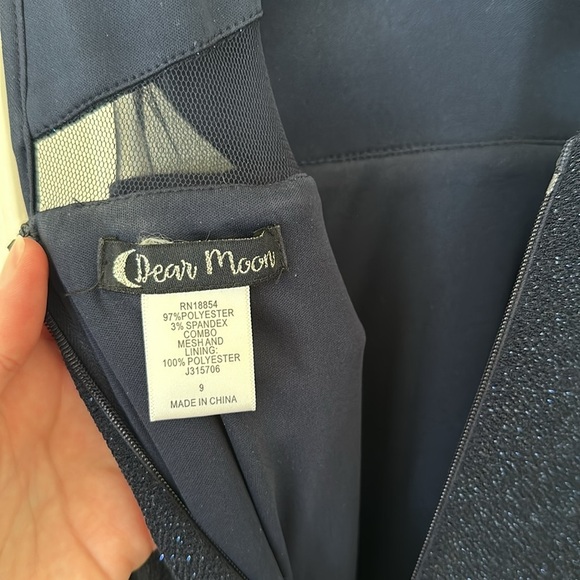 Dear Moon
RN18854
97%POLYESTER
3% SPANDEX
COMBO
MESH AND
LINING:
100% POLYESTER
J315706
9
MADE IN CHINA